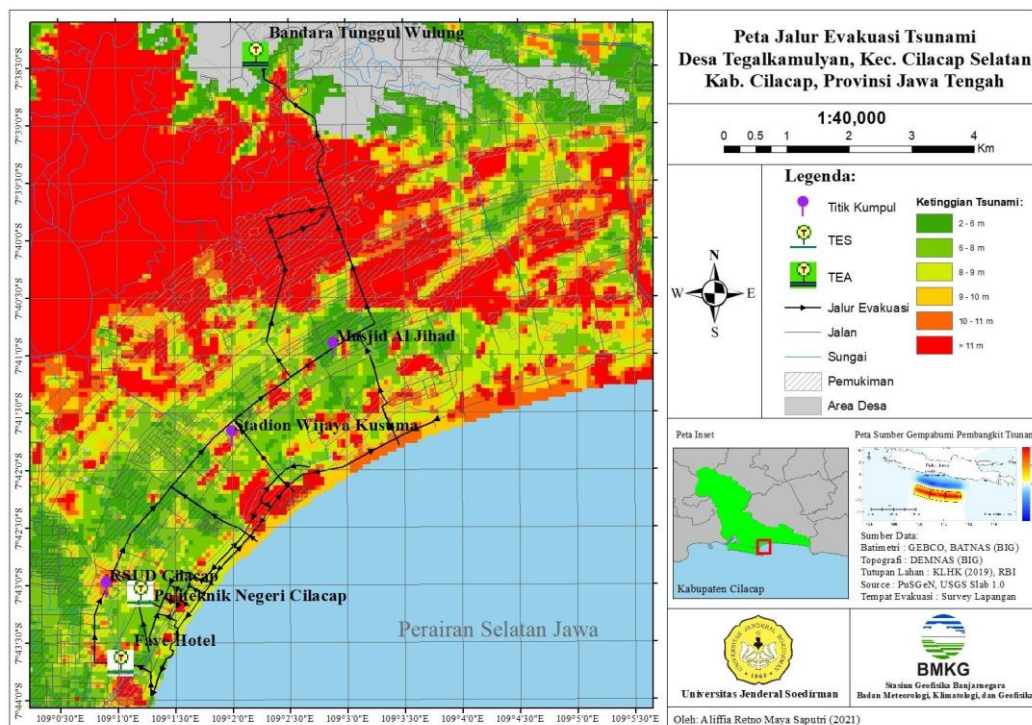 Bandara Tunggul Wulung
7°38'30"S
7°39'0"S
7°39'30"S
7°40'0"S
7°40'30"S
7°41'0"S
7°41'30"S
7°42'0"S
7°42'30"S
7°43'0"S
7°43'30"S
7°44'0"S
Masjid Al Jihad
Stadion Wijaya Kusuma
RSUD Cilacap
Politeknik Negeri Cilacap
Fave Hotel
Perairan Selatan Jawa
109°0'30"E 109°1'0"E 109°1'30"E 109°2'0"E 109°2'30"E 109°3'0"E 109°3'30"E 109°4'0"E 109°4'30"E 109°5'0"E 109°5'30"E
Peta Jalur Evakuasi Tsunami
Desa Tegalkamulyan, Kec. Cilacap Selatan
Kab. Cilacap, Provinsi Jawa Tengah
1:40,000
0 0.5 1 2 3 4
Km
N
W E
S
Legenda:
Titik Kumpul
TES
TEA
Jalur Evakuasi
Jalan
Sungai
Pemukiman
Area Desa
Ketinggian Tsunami:
2 - 6 m
6 - 8 m
8 - 9 m
9 - 10 m
10 - 11 m
> 11 m
Peta Inset
Kabupaten Cilacap
Peta Sumber Gempabumi Pembangkit Tsunam
Sumber Data:
Batimetri : GEBCO, BATNAS (BIG)
Topografi : DEMNAS (BIG)
Tutupan Lahan : KLHK (2019), RBI
Source : PuSGeN, USGS Slab 1.0
Tempat Evakuasi : Survey Lapangan
UNIVERSITAS JENDERAL SOEDIRMAN
1963
Universitas Jenderal Soedirman
BMKG
Stasiun Geofisika Banjarnegara
Badan Meteorologi, Klimatologi, dan Geofisika
Oleh: Aliffia Retno Maya Saputri (2021)